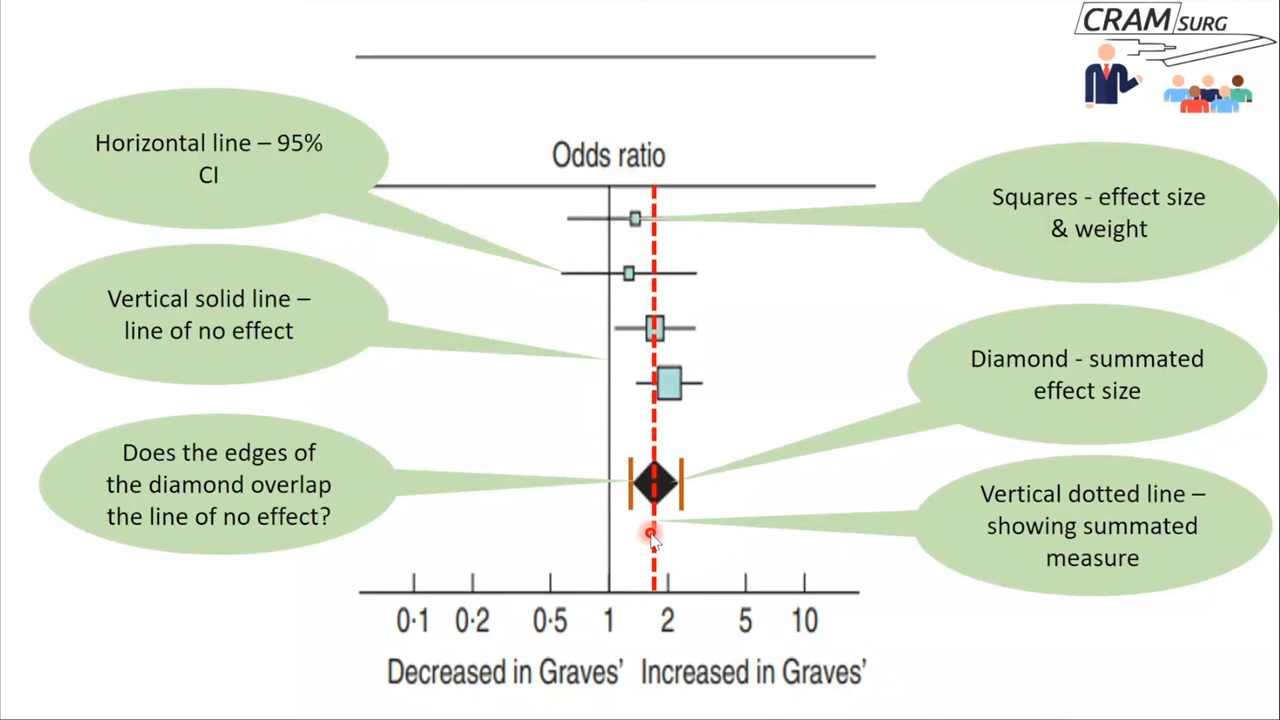 CRAM SURG
Horizontal line – 95%
CI
Odds ratio
Squares - effect size
& weight
Vertical solid line –
line of no effect
Diamond - summated
effect size
Does the edges of
the diamond overlap
the line of no effect?
Vertical dotted line –
showing summated
measure
0·1 0·2 0·5 1 2 5 10
Decreased in Graves’ Increased in Graves’